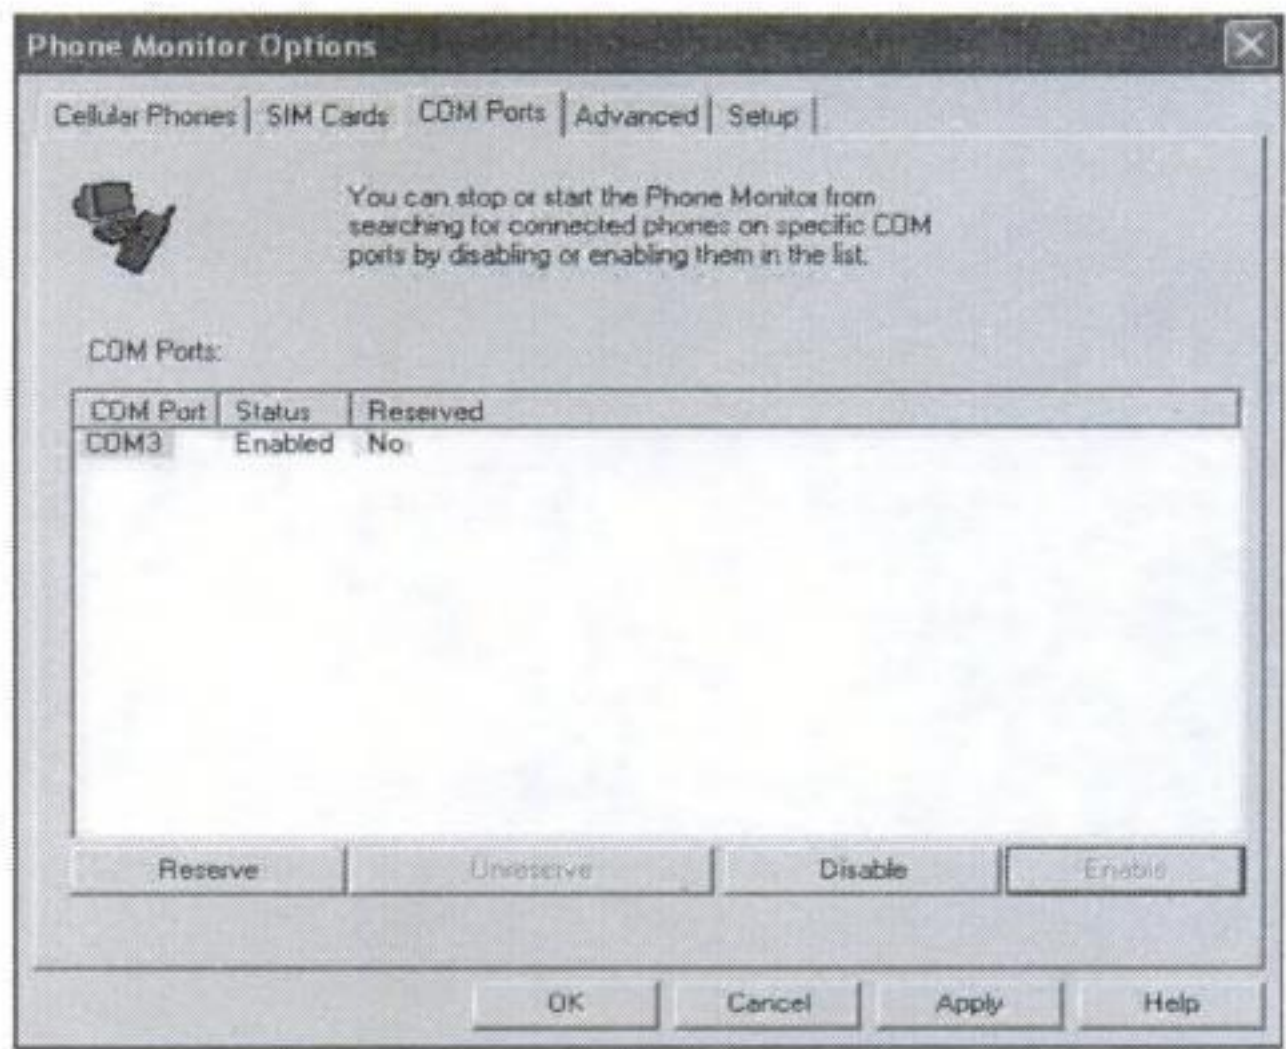 Phone Monitor Options
Cellular Phones SIM Cards COM Ports Advanced Setup
You can stop or start the Phone Monitor from
searching for connected phones on specific COM
ports by disabling or enabling them in the list.
COM Ports:
COM Port Status Reserved
COM3 Enabled No
Reserve Unreserve Disable Enable
OK Cancel Apply Help